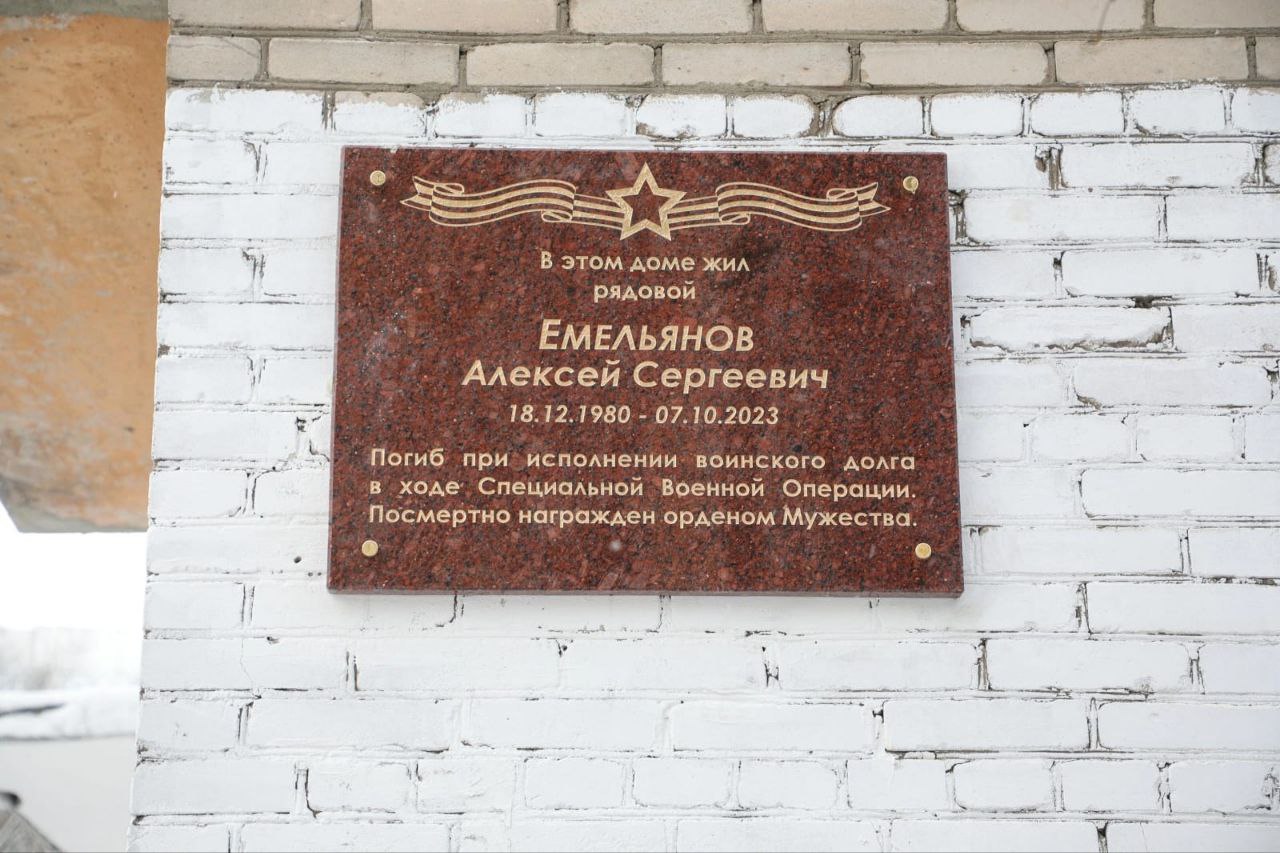 В этом доме жил
рядовой
Емельянов
Алексей Сергеевич
18.12.1980 - 07.10.2023
Погиб при исполнении воинского долга
в ходе Специальной Военной Операции.
Посмертно награжден орденом Мужества.